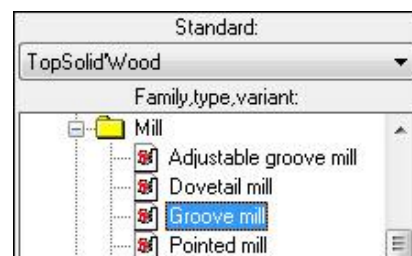 Standard:
TopSolid'Wood
Family,type,variant:
Mill
Adjustable groove mill
Dovetail mill
Groove mill
Pointed mill